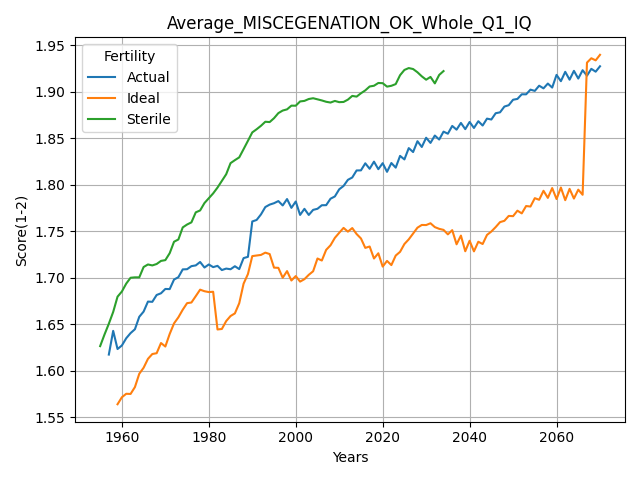 Average_MISCEGENATION_OK_Whole_Q1_IQ
Score(1-2)
1.95
1.90
1.85
1.80
1.75
1.70
1.65
1.60
1.55
Fertility
Actual
Ideal
Sterile
1960 1980 2000 2020 2040 2060
Years